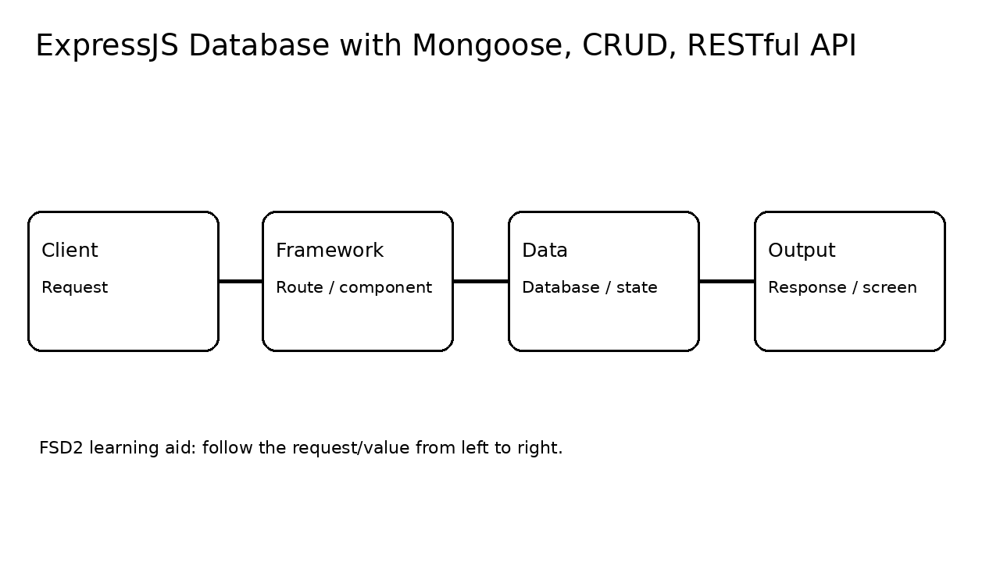 ExpressJS Database with Mongoose, CRUD, RESTful API
Client
Request
Framework
Route / component
Data
Database / state
Output
Response / screen
FSD2 learning aid: follow the request/value from left to right.